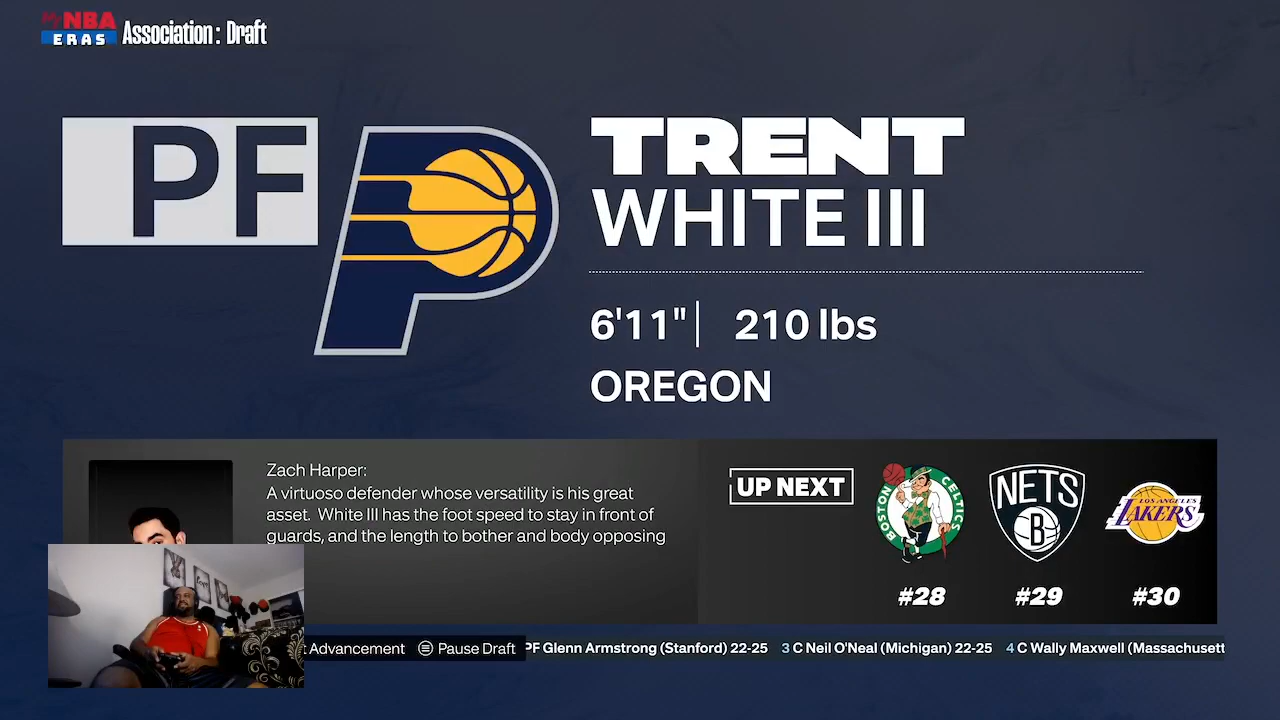 MyNBA
ERAS
Association : Draft
PF
TRENT
WHITE III
6'11" 210 lbs
OREGON
Zach Harper:
A virtuoso defender whose versatility is his great
asset. White III has the foot speed to stay in front of
guards, and the length to bother and body opposing
UP NEXT
BOSTON CELTICS
NETS
B
LOS ANGELES
LAKERS
#28
#29
#30
Advancement
Pause Draft
PF Glenn Armstrong (Stanford) 22-25 3 C Neil O'Neal (Michigan) 22-25 4 C Wally Maxwell (Massachusett